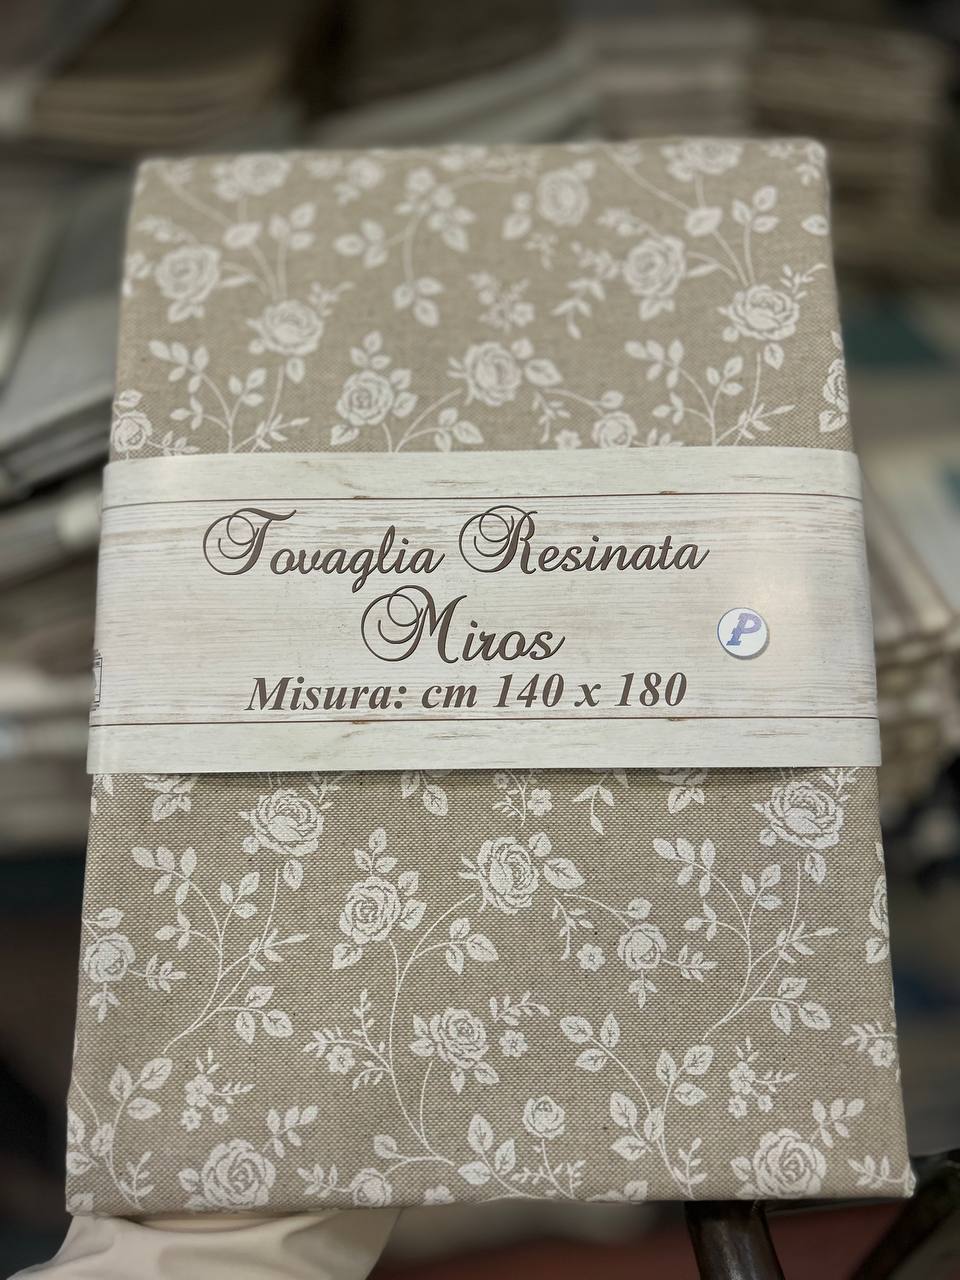 Tovaglia Resinata
Miros
Misura: cm 140 x 180
P